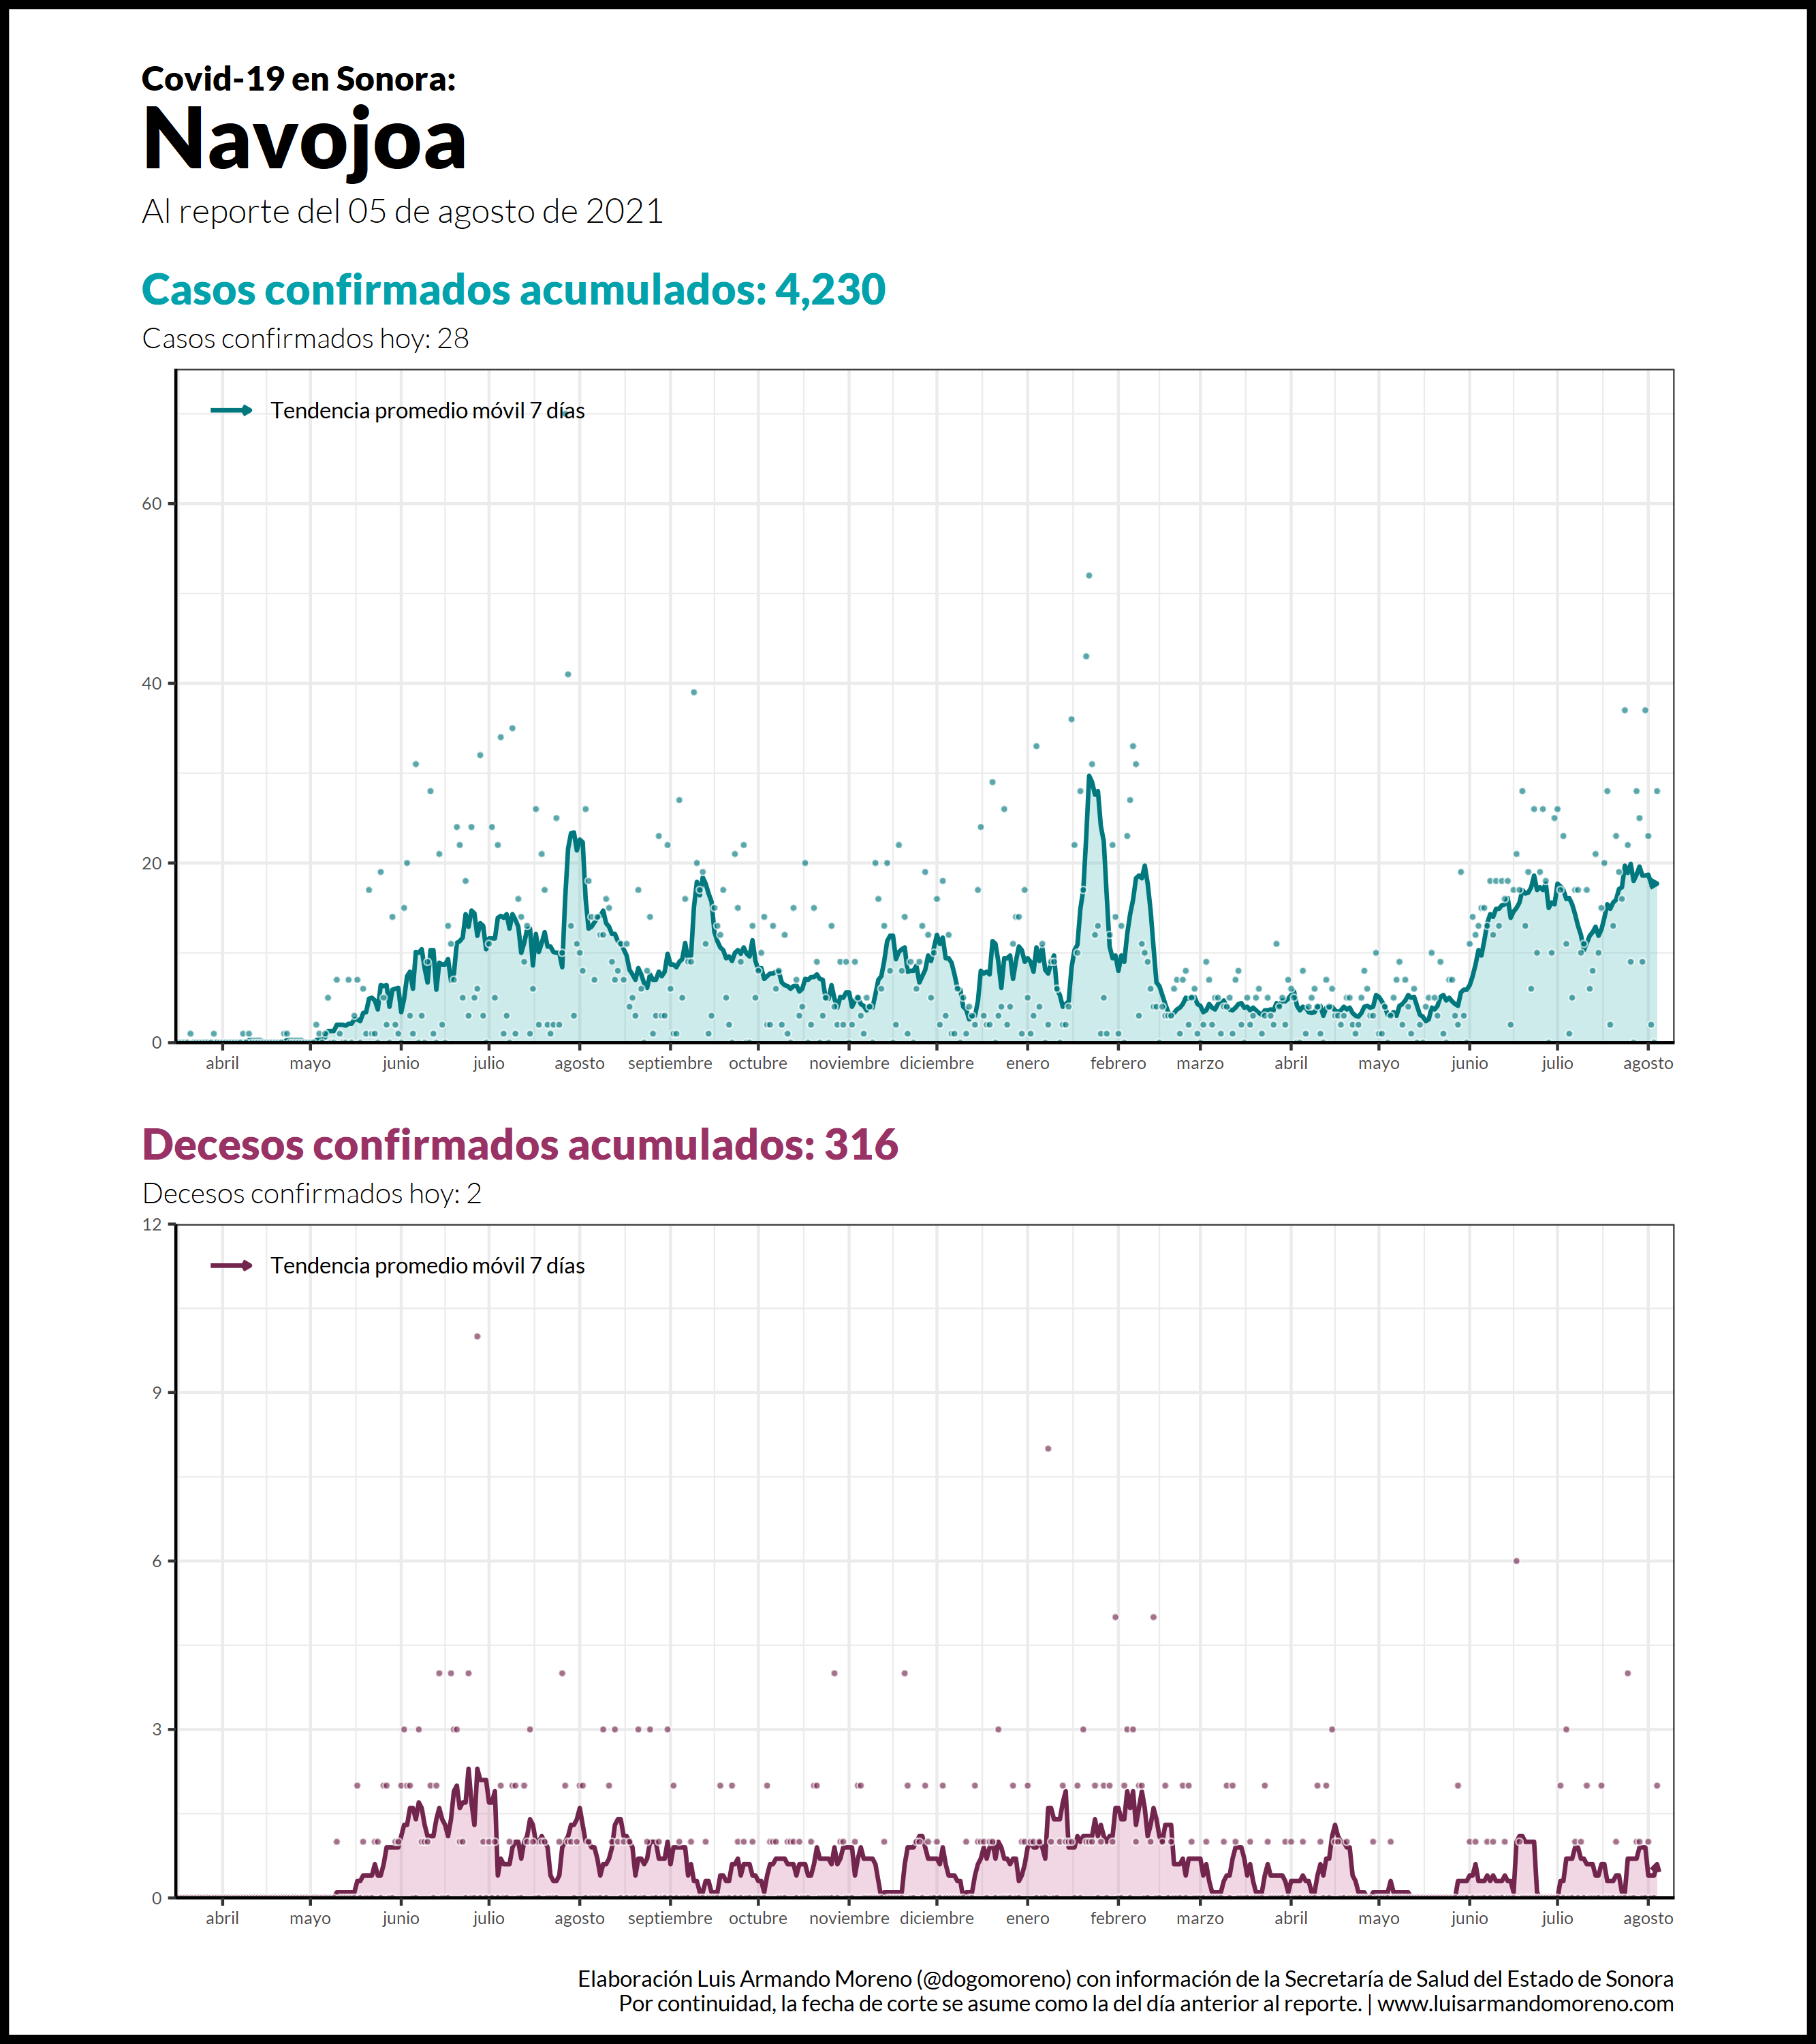 Covid-19 en Sonora:
Navojoa
Al reporte del 05 de agosto de 2021
Casos confirmados acumulados: 4,230
Casos confirmados hoy: 28
Tendencia promedio móvil 7 días
60
40
20
0
abril mayo junio julio agosto septiembre octubre noviembre diciembre enero febrero marzo abril mayo junio julio agosto
Decesos confirmados acumulados: 316
Decesos confirmados hoy: 2
12
Tendencia promedio móvil 7 días
9
6
3
0
abril mayo junio julio agosto septiembre octubre noviembre diciembre enero febrero marzo abril mayo junio julio agosto
Elaboración Luis Armando Moreno (@dogomoreno) con información de la Secretaría de Salud del Estado de Sonora
Por continuidad, la fecha de corte se asume como la del día anterior al reporte. | www.luisarmandomoreno.com